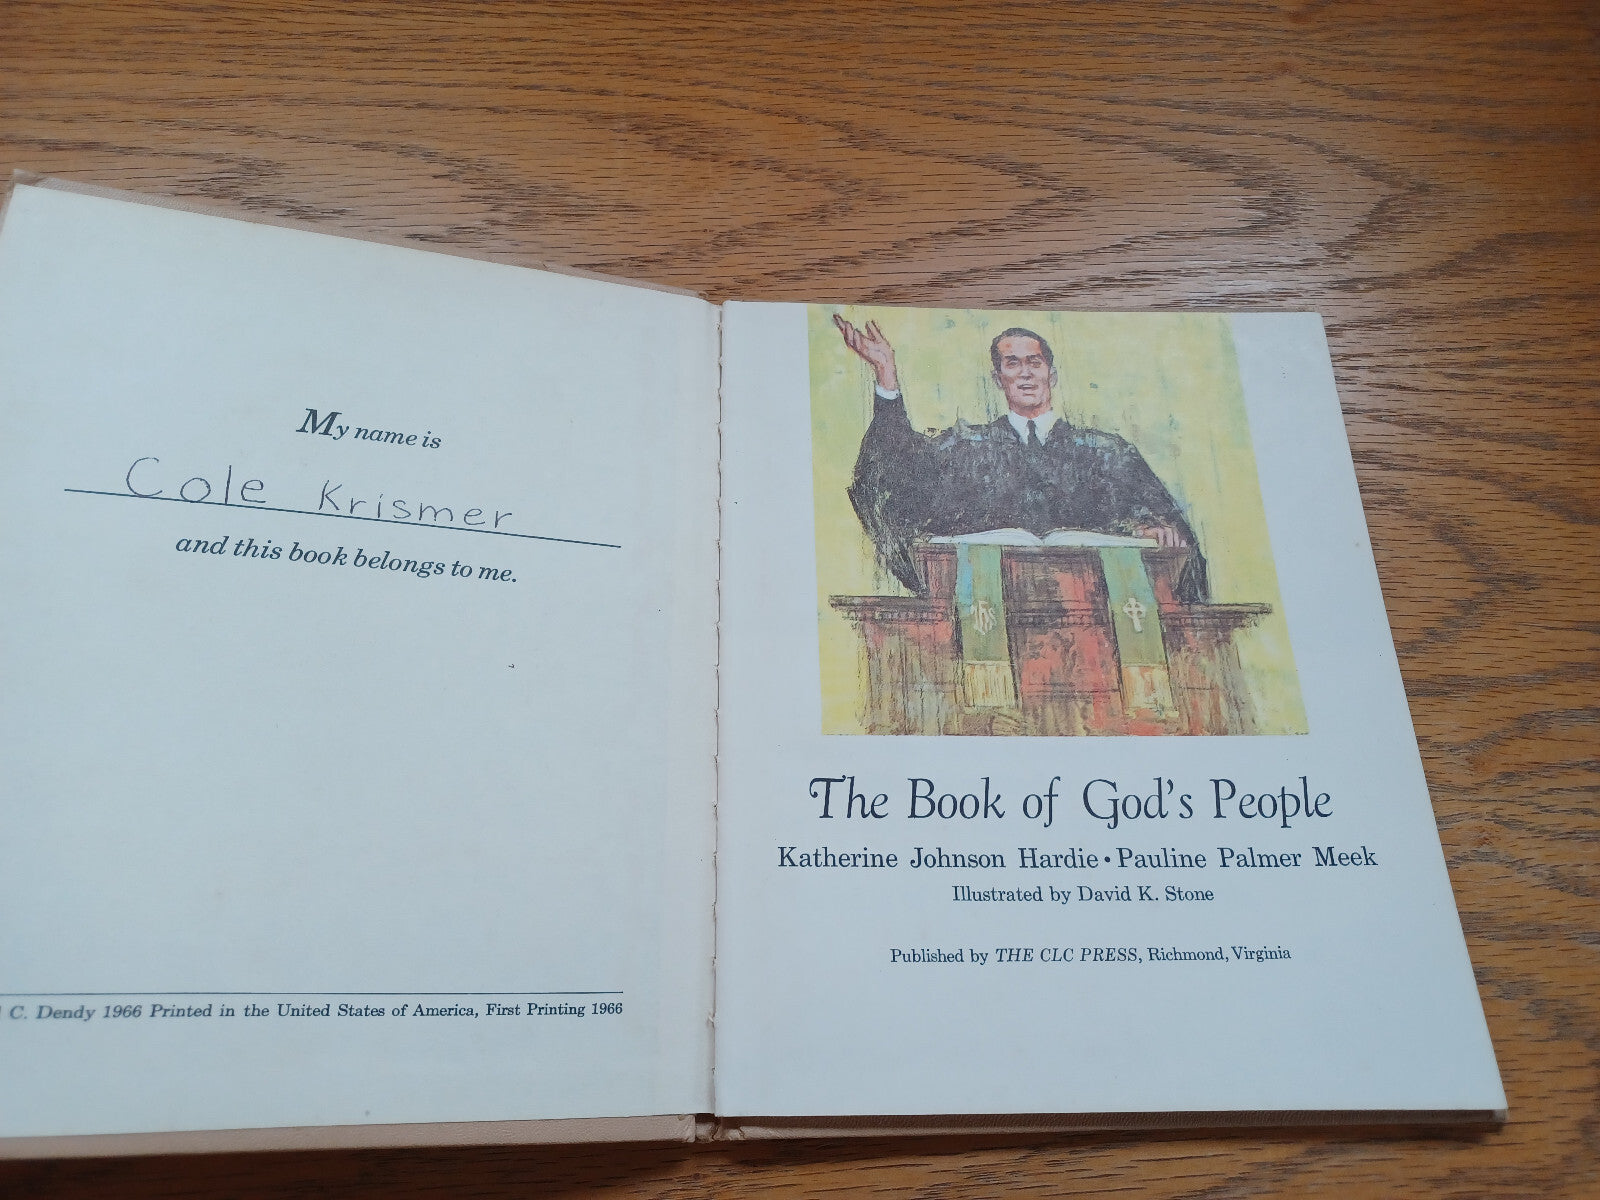 My name is
Cole Krismer
and this book belongs to me.
C. Dendy 1966 Printed in the United States of America, First Printing 1966
IHS
The Book of God's People
Katherine Johnson Hardie • Pauline Palmer Meek
Illustrated by David K. Stone
Published by THE CLC PRESS, Richmond, Virginia